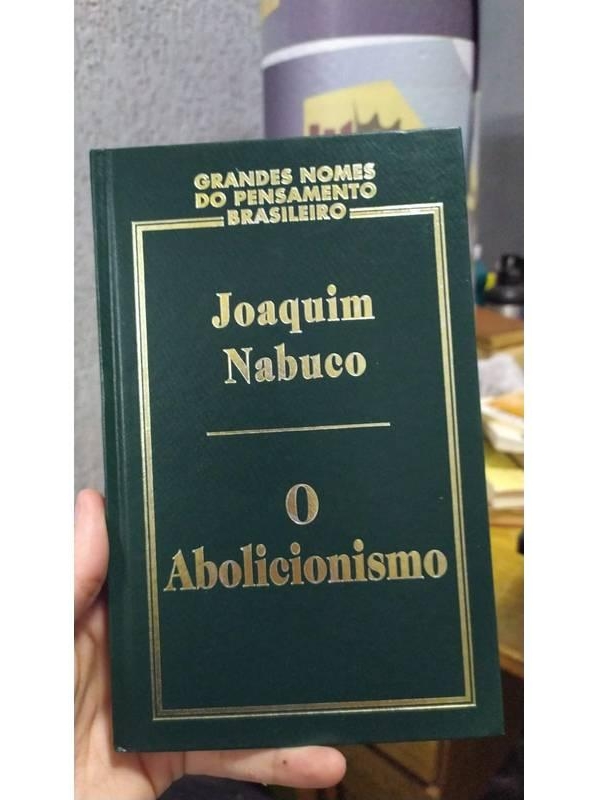 GRANDES NOMES
DO PENSAMENTO
BRASILEIRO
Joaquim
Nabuco
O
Abolicionismo